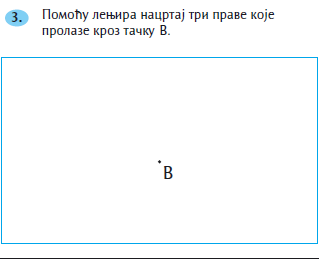 3. Помоћу лењира нацртај три праве које
пролазе кроз тачку В.
В